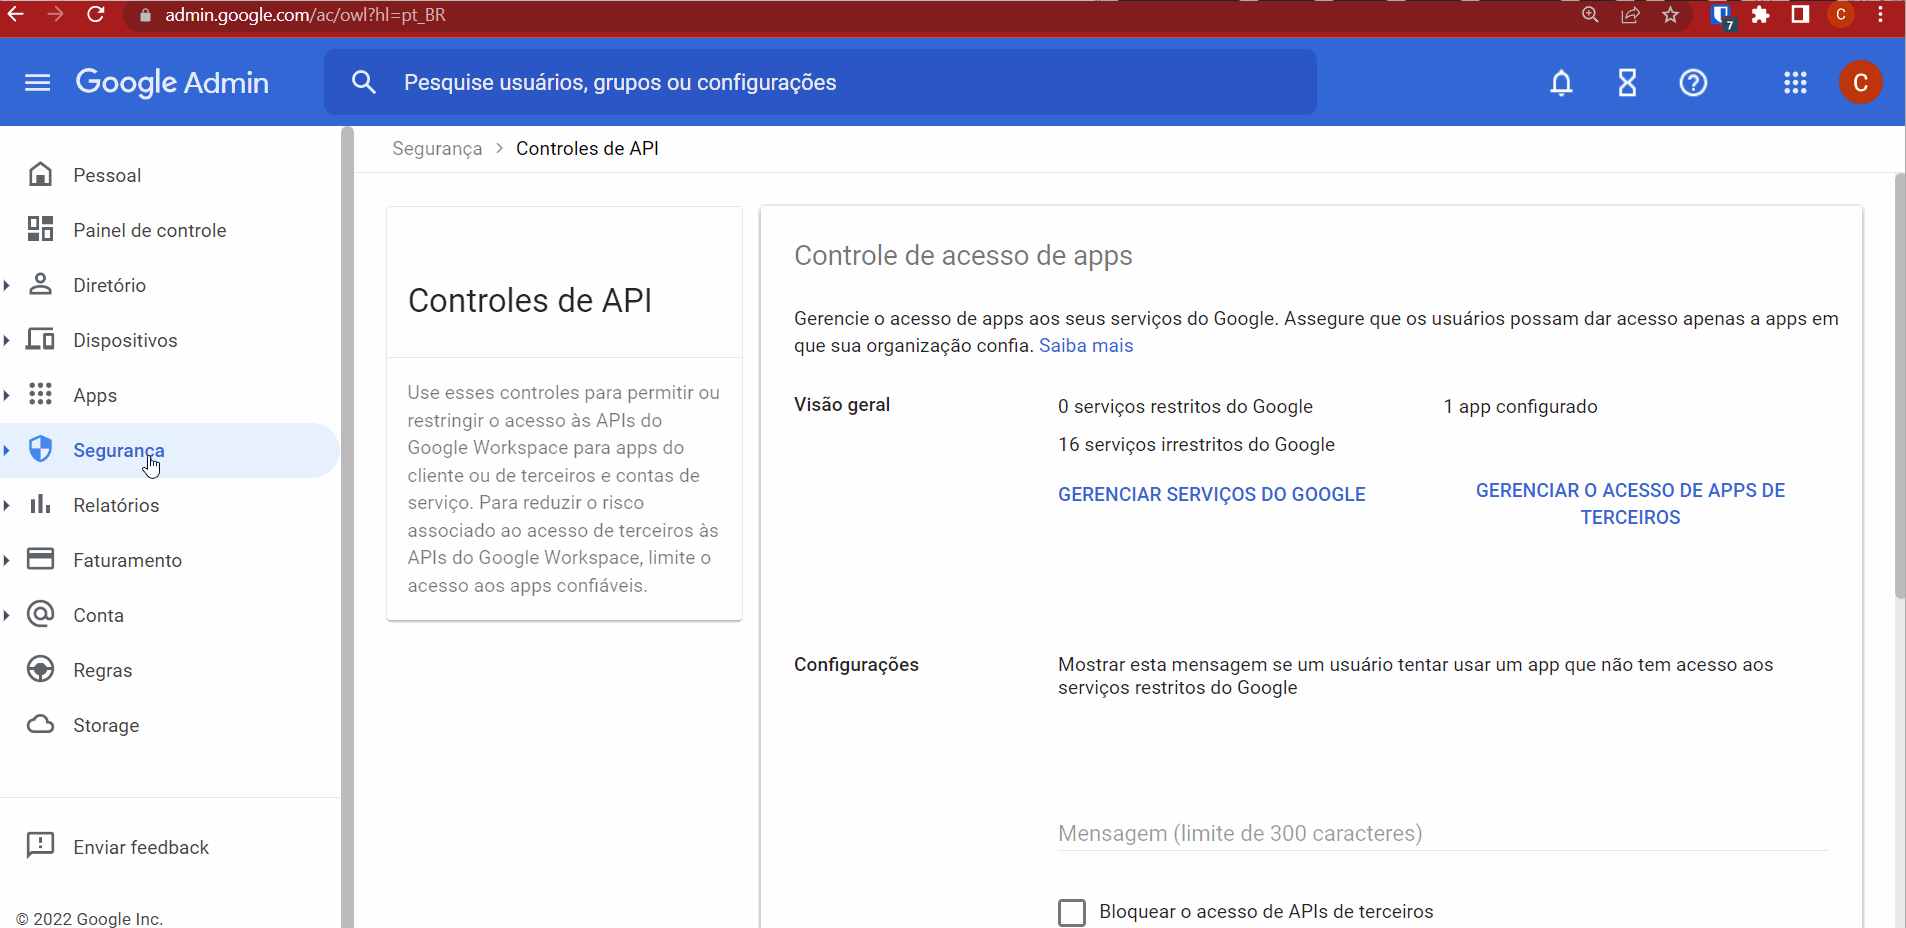 admin.google.com/ac/owl?hl=pt_BR
7
C
Google Admin
Pesquise usuários, grupos ou configurações
C
Pessoal
Painel de controle
Diretório
Dispositivos
Apps
Segurança
Relatórios
Faturamento
Conta
Regras
Storage
Enviar feedback
© 2022 Google Inc.
Segurança > Controles de API
Controles de API
Use esses controles para permitir ou
restringir o acesso às APIs do
Google Workspace para apps do
cliente ou de terceiros e contas de
serviço. Para reduzir o risco
associado ao acesso de terceiros às
APIs do Google Workspace, limite o
acesso aos apps confiáveis.
Controle de acesso de apps
Gerencie o acesso de apps aos seus serviços do Google. Assegure que os usuários possam dar acesso apenas a apps em
que sua organização confia. Saiba mais
Visão geral
0 serviços restritos do Google
16 serviços irrestritos do Google
GERENCIAR SERVIÇOS DO GOOGLE
1 app configurado
GERENCIAR O ACESSO DE APPS DE
TERCEIROS
Configurações
Mostrar esta mensagem se um usuário tentar usar um app que não tem acesso aos
serviços restritos do Google
Mensagem (limite de 300 caracteres)
Bloquear o acesso de APIs de terceiros